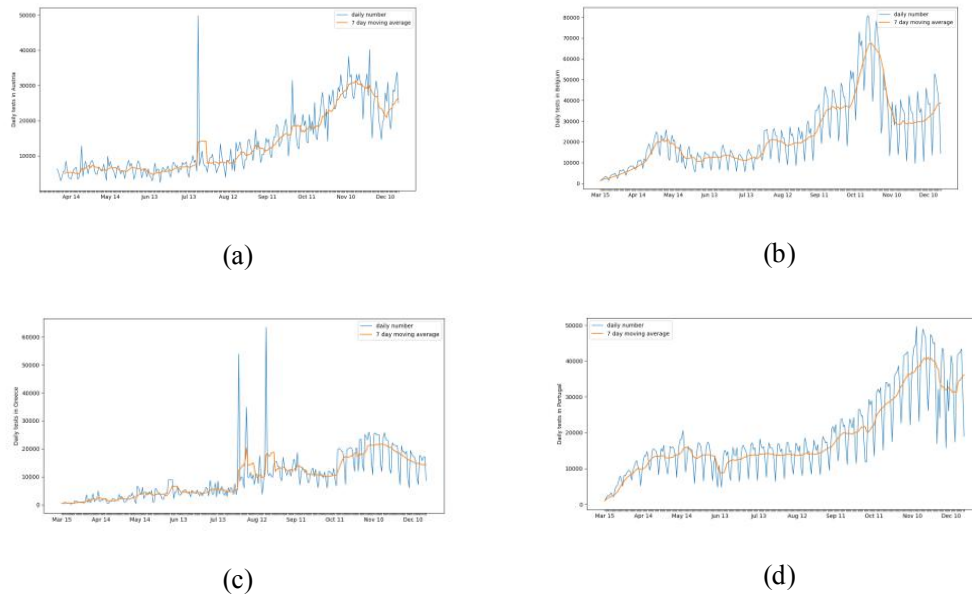 50000
40000
30000
20000
10000
Daily tests in Austria
daily number
7 day moving average
Apr 14 May 14 Jun 13 Jul 13 Aug 12 Sep 11 Oct 11 Nov 10 Dec 10
(a)
80000
70000
60000
50000
40000
30000
20000
10000
0
Daily tests in Belgium
daily number
7 day moving average
Mar 15 Apr 14 May 14 Jun 13 Jul 13 Aug 12 Sep 11 Oct 11 Nov 10 Dec 10
(b)
60000
50000
40000
30000
20000
10000
0
Daily tests in Greece
daily number
7 day moving average
Mar 15 Apr 14 May 14 Jun 13 Jul 13 Aug 12 Sep 11 Oct 11 Nov 10 Dec 10
(c)
50000
40000
30000
20000
10000
0
Daily tests in Portugal
daily number
7 day moving average
Mar 15 Apr 14 May 14 Jun 13 Jul 13 Aug 12 Sep 11 Oct 11 Nov 10 Dec 10
(d)